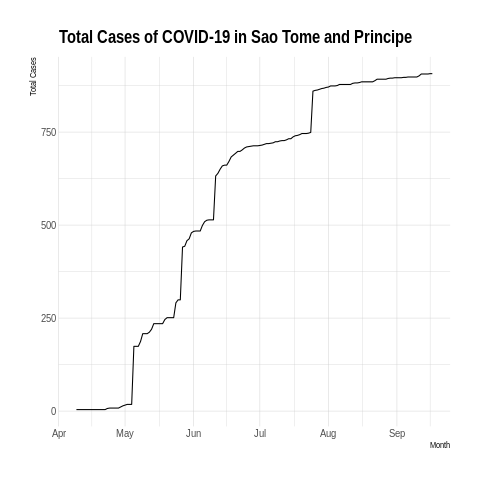 Total Cases of COVID-19 in Sao Tome and Principe
Total Cases
750
500
250
0
Apr May Jun Jul Aug Sep
Month